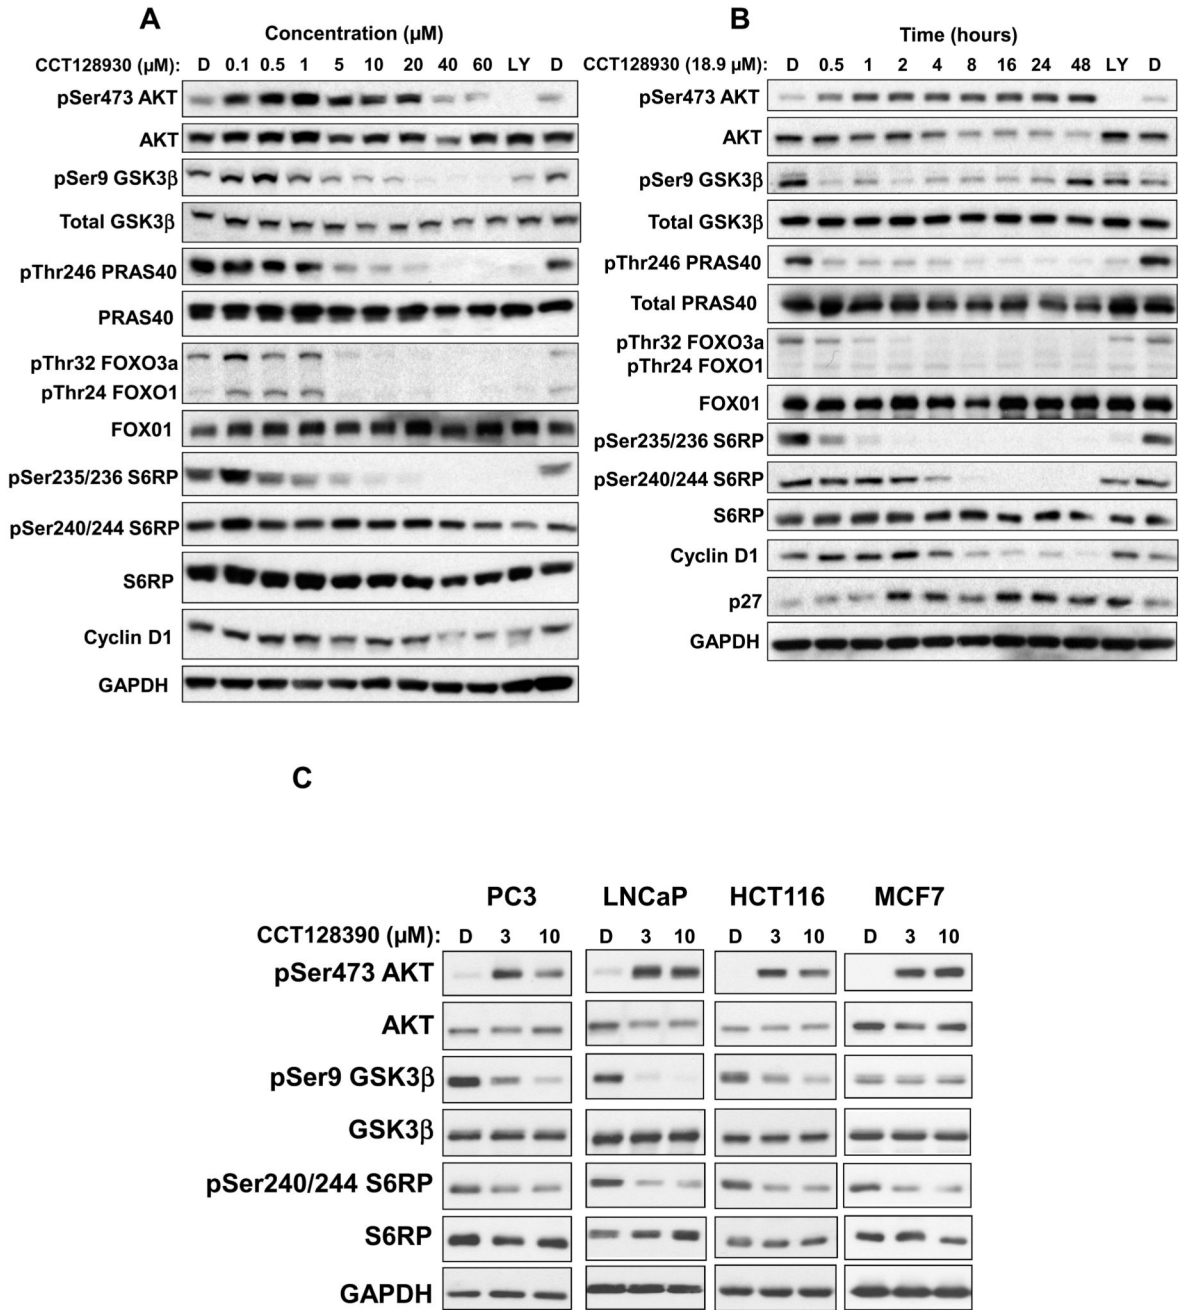 A
Concentration (µM)
CCT128930 (µM): D 0.1 0.5 1 5 10 20 40 60 LY D
pSer473 AKT
AKT
pSer9 GSK3β
Total GSK3β
pThr246 PRAS40
PRAS40
pThr32 FOXO3a
pThr24 FOXO1
FOX01
pSer235/236 S6RP
pSer240/244 S6RP
S6RP
Cyclin D1
GAPDH
B
Time (hours)
CCT128930 (18.9 µM): D 0.5 1 2 4 8 16 24 48 LY D
pSer473 AKT
AKT
pSer9 GSK3β
Total GSK3β
pThr246 PRAS40
Total PRAS40
pThr32 FOXO3a
pThr24 FOXO1
FOX01
pSer235/236 S6RP
pSer240/244 S6RP
S6RP
Cyclin D1
p27
GAPDH
C
PC3 LNCaP HCT116 MCF7
CCT128390 (µM): D 3 10 D 3 10 D 3 10 D 3 10
pSer473 AKT
AKT
pSer9 GSK3β
GSK3β
pSer240/244 S6RP
S6RP
GAPDH